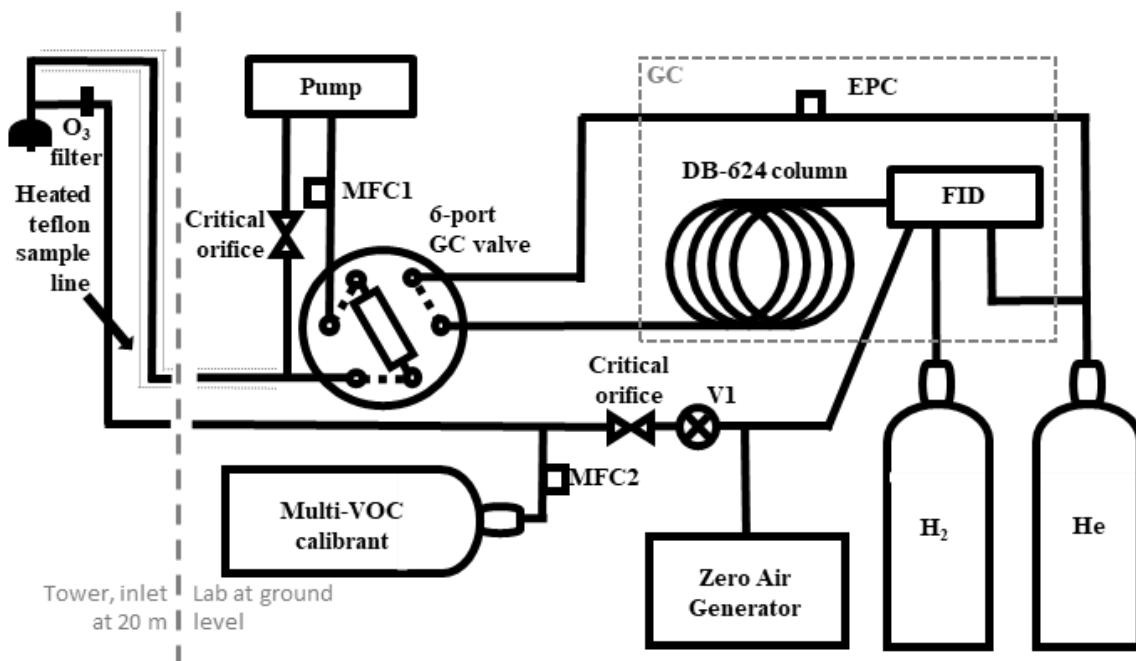 GC
EPC
Pump
O₃
filter
DB-624 column
FID
MFC1
Heated
teflon
sample
line
Critical
orifice
6-port
GC valve
Critical
orifice
V1
MFC2
Multi-VOC
calibrant
H₂
He
Zero Air
Generator
Tower, inlet
at 20 m
Lab at ground
level